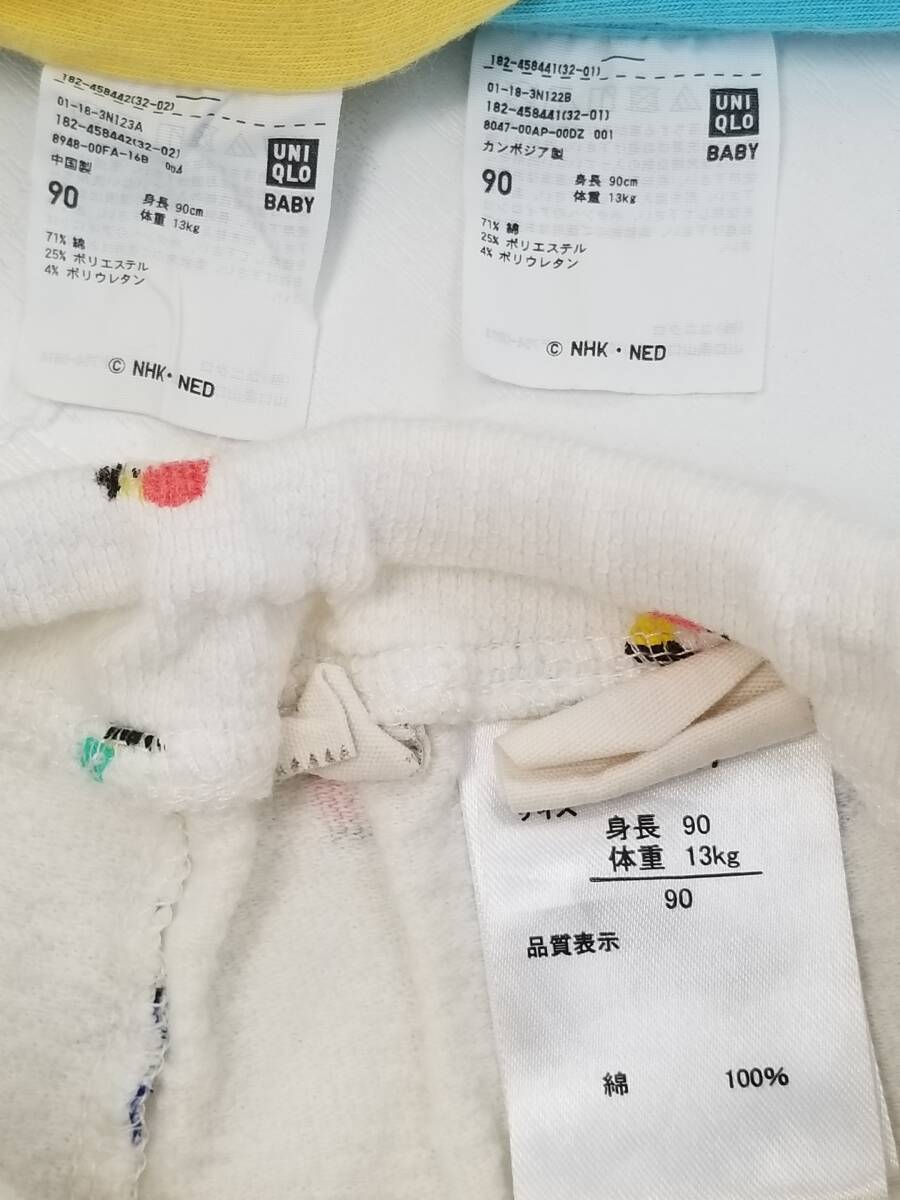 182-458442(32-02)
01-18-3N123A
182-458442(32-02)
8948-00FA-16B 004
中国製
UNI
QLO
BABY
90
身長 90cm
体重 13kg
71% 綿
25% ポリエステル
4% ポリウレタン
© NHK・NED
182-458441(32-01)
01-18-3N122B
182-458441(32-01)
8047-00AP-00DZ 001
カンボジア製
UNI
QLO
BABY
90
身長 90cm
体重 13kg
71% 綿
25% ポリエステル
4% ポリウレタン
© NHK・NED
サイズ
身長 90
体重 13kg
90
品質表示
綿 100%